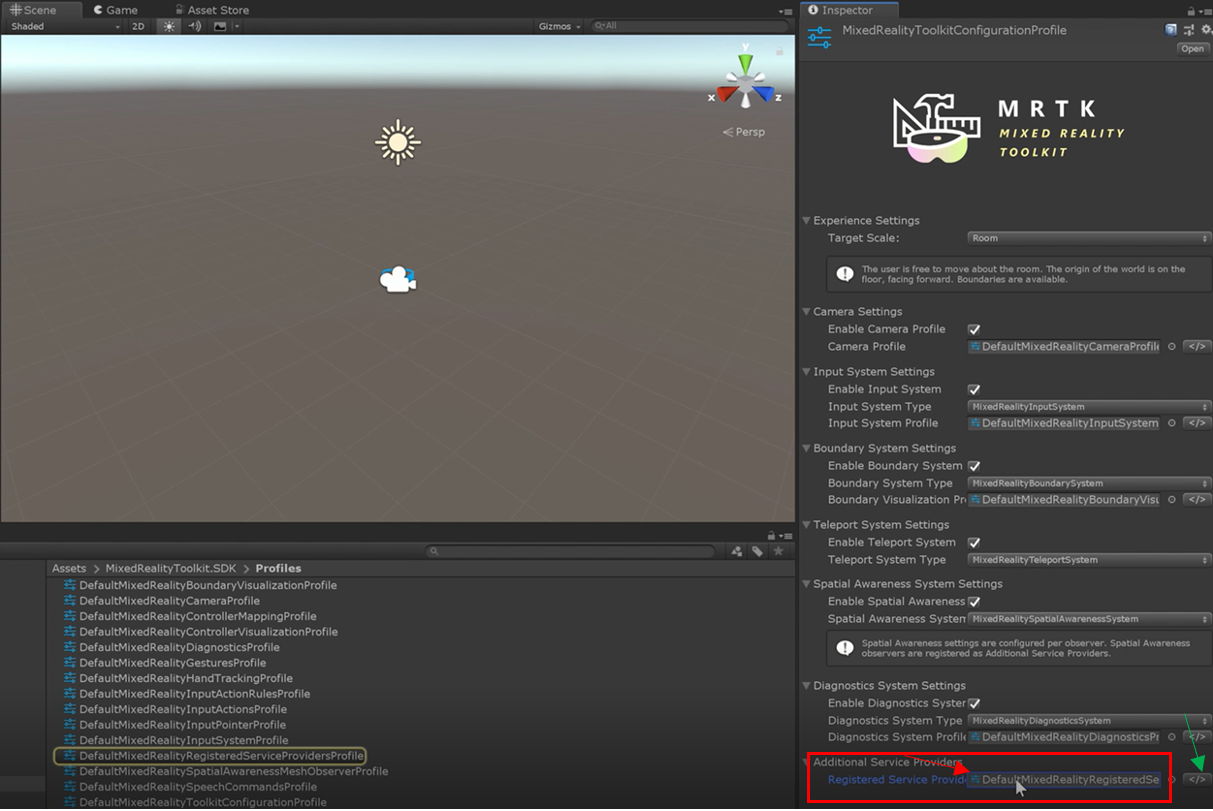 Scene
Game
Asset Store
Shaded
2D
Gizmos
All
y
x
z
Persp
Assets > MixedRealityToolkit.SDK > Profiles
DefaultMixedRealityBoundaryVisualizationProfile
DefaultMixedRealityCameraProfile
DefaultMixedRealityControllerMappingProfile
DefaultMixedRealityControllerVisualizationProfile
DefaultMixedRealityDiagnosticsProfile
DefaultMixedRealityGesturesProfile
DefaultMixedRealityHandTrackingProfile
DefaultMixedRealityInputActionRulesProfile
DefaultMixedRealityInputActionsProfile
DefaultMixedRealityInputPointerProfile
DefaultMixedRealityInputSystemProfile
DefaultMixedRealityRegisteredServiceProvidersProfile
DefaultMixedRealitySpatialAwarenessMeshObserverProfile
DefaultMixedRealitySpeechCommandsProfile
DefaultMixedRealityToolkitConfigurationProfile
Inspector
MixedRealityToolkitConfigurationProfile
Open
MRTK
MIXED REALITY
TOOLKIT
Experience Settings
Target Scale: Room
The user is free to move about the room. The origin of the world is on the
floor, facing forward. Boundaries are available.
Camera Settings
Enable Camera Profile
Camera Profile DefaultMixedRealityCameraProfile </>
Input System Settings
Enable Input System
Input System Type MixedRealityInputSystem
Input System Profile DefaultMixedRealityInputSystem </>
Boundary System Settings
Enable Boundary System
Boundary System Type MixedRealityBoundarySystem
Boundary Visualization Pr DefaultMixedRealityBoundaryVisu </>
Teleport System Settings
Enable Teleport System
Teleport System Type MixedRealityTeleportSystem
Spatial Awareness System Settings
Enable Spatial Awareness
Spatial Awareness System MixedRealitySpatialAwarenessSystem
Spatial Awareness settings are configured per observer. Spatial Awareness
observers are registered as Additional Service Providers.
Diagnostics System Settings
Enable Diagnostics System
Diagnostics System Type MixedRealityDiagnosticsSystem
Diagnostics System Profile DefaultMixedRealityDiagnosticsPr </>
Additional Service Providers
Registered Service Provide DefaultMixedRealityRegisteredSe </>